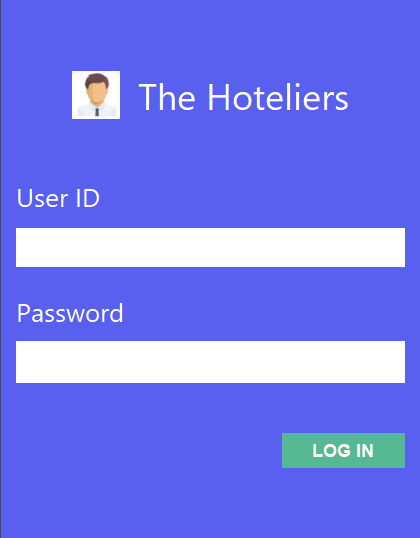 The Hoteliers
User ID
Password
LOG IN